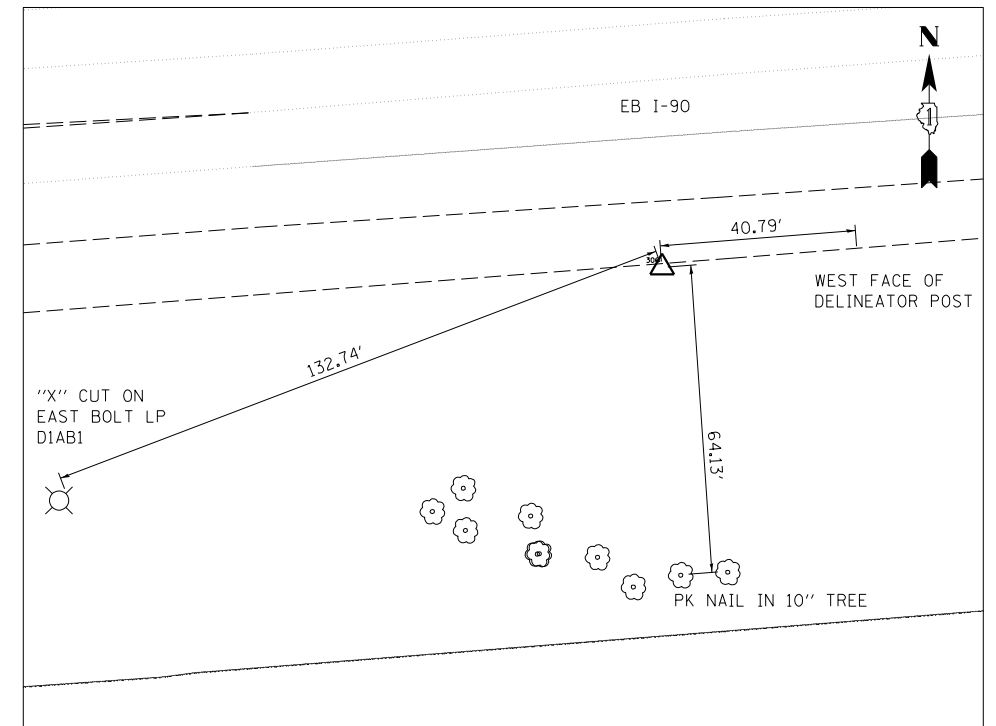 N
EB I-90
1
40.79'
WEST FACE OF
DELINEATOR POST
132.74'
"X" CUT ON
EAST BOLT LP
D1AB1
64.13'
PK NAIL IN 10" TREE